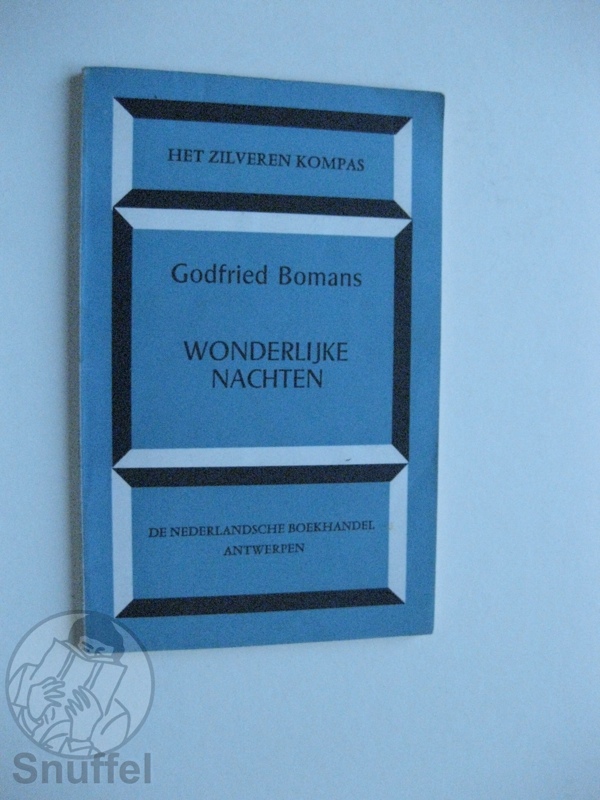 HET ZILVEREN KOMPAS
Godfried Bomans
WONDERLIJKE
NACHTEN
DE NEDERLANDSCHE BOEKHANDEL
ANTWERPEN
Snuffel